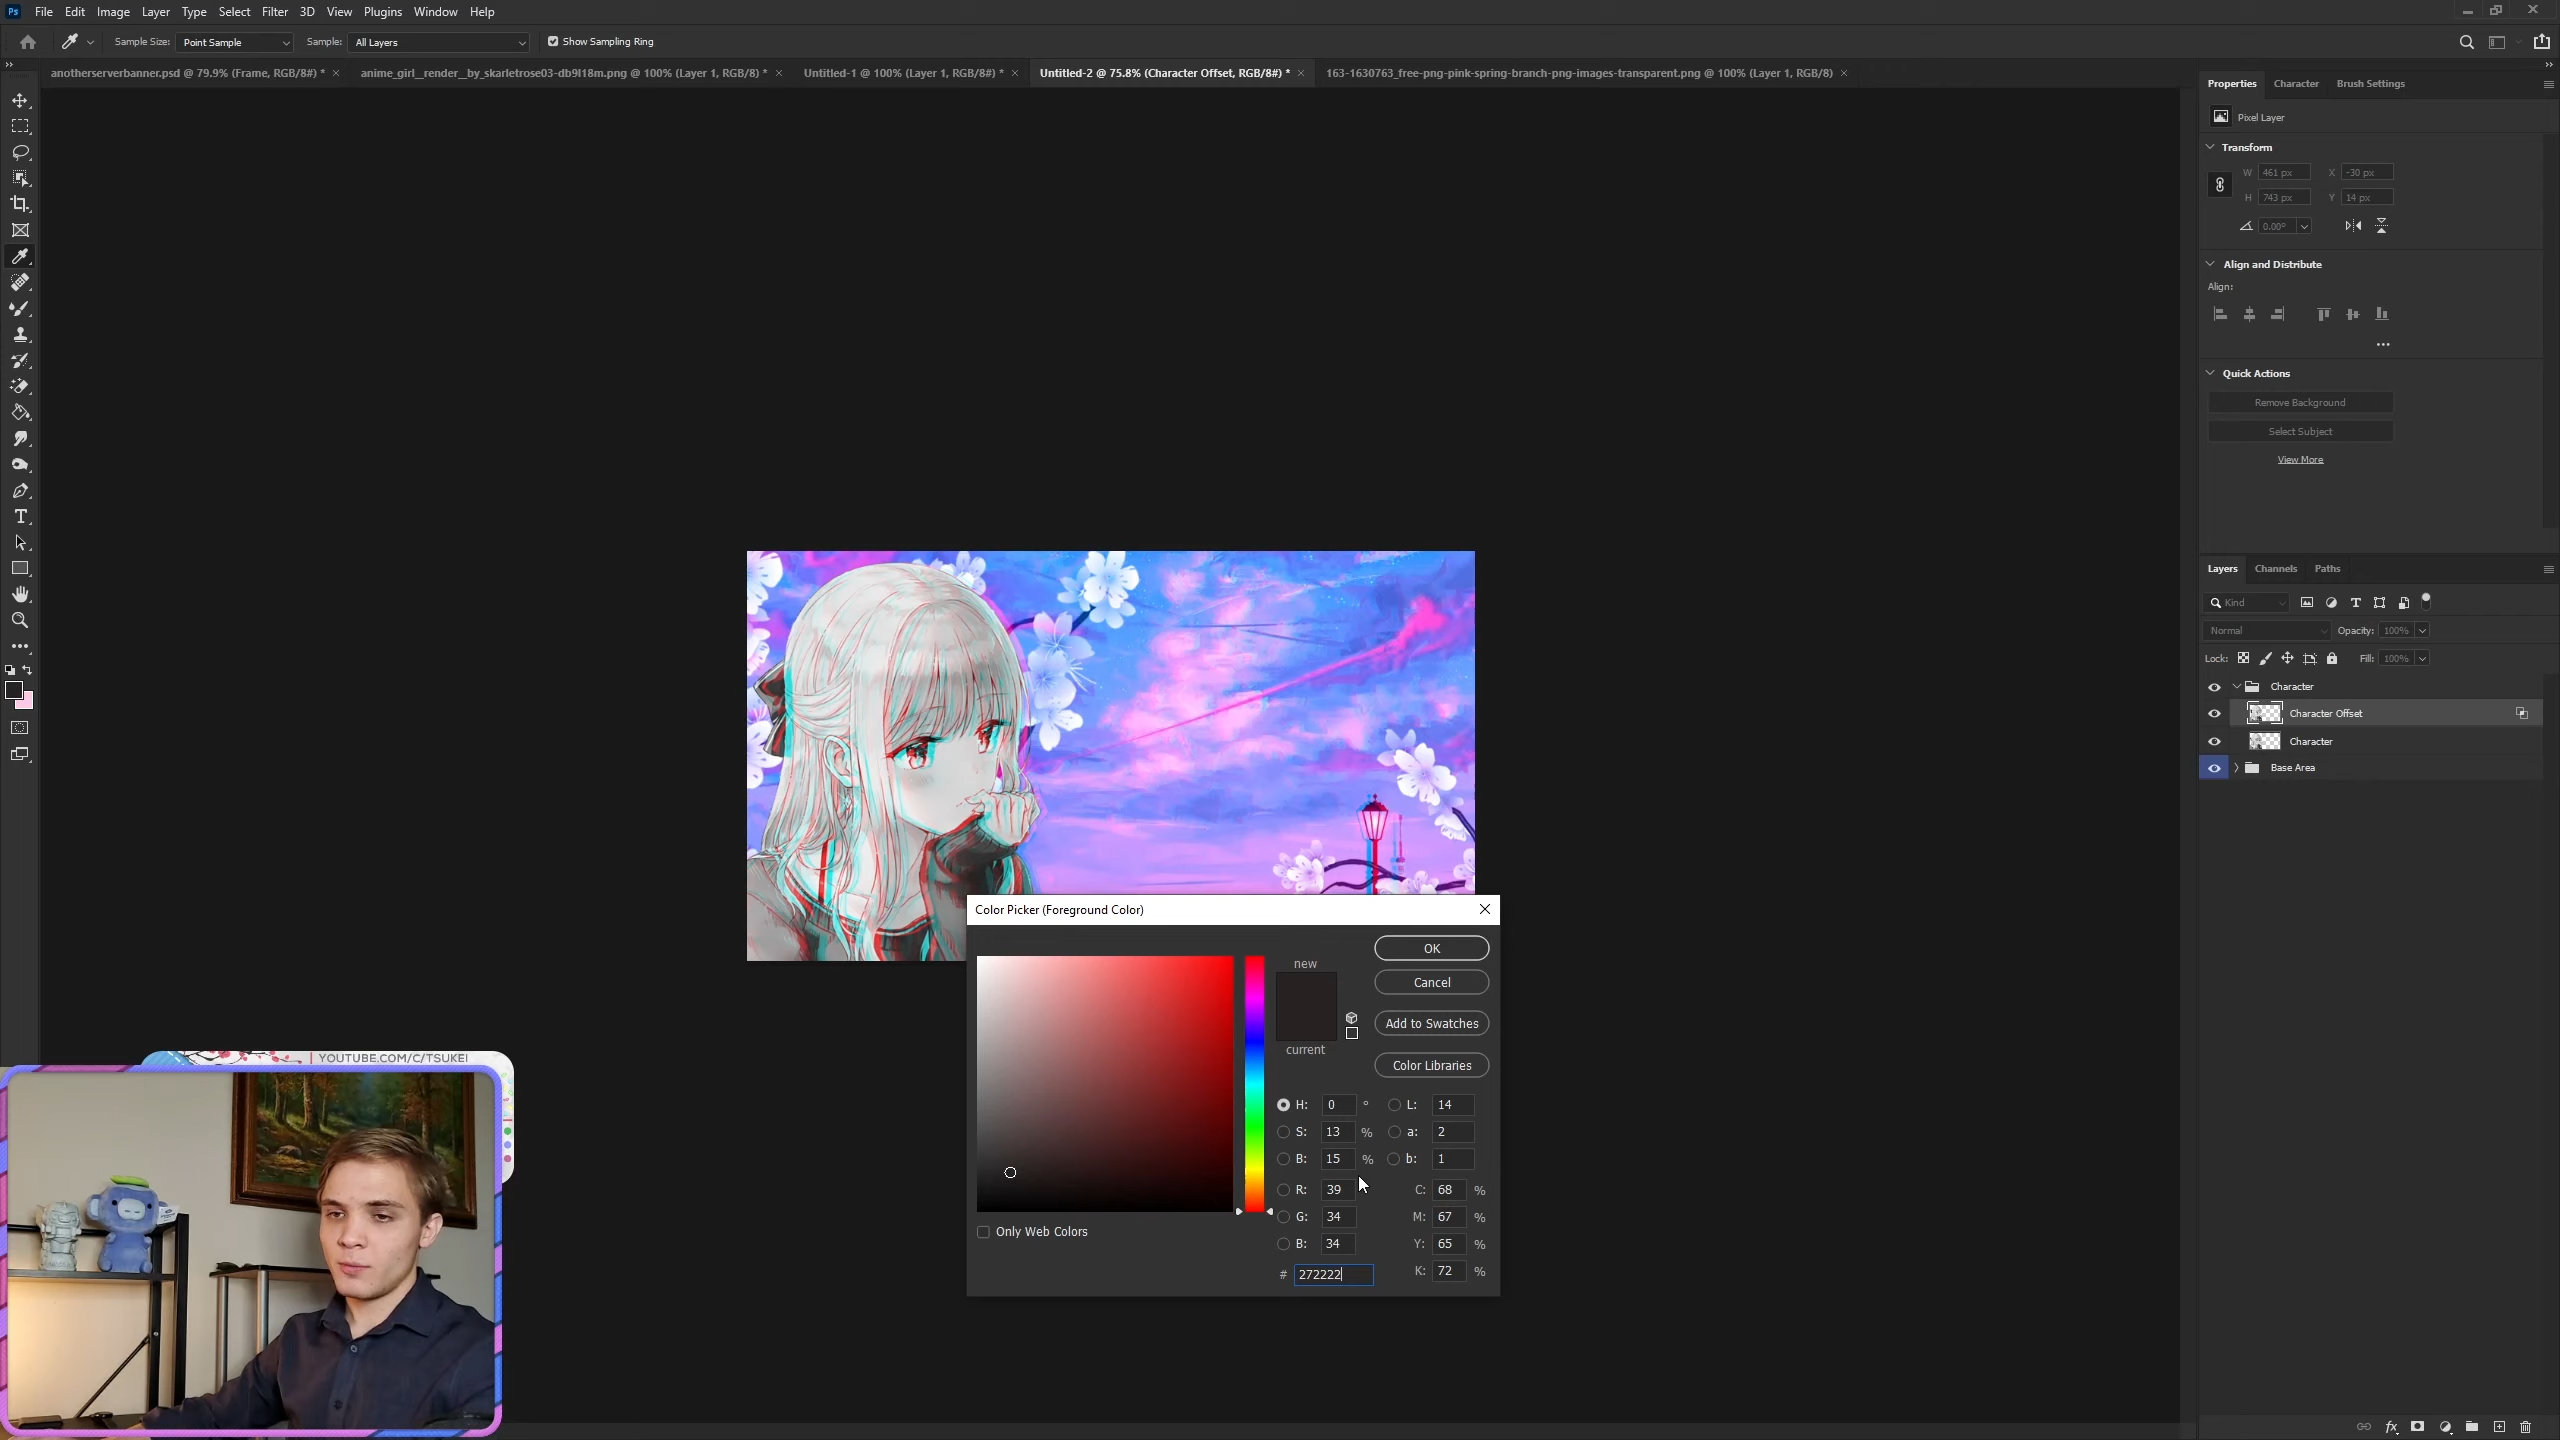 Ps File Edit Image Layer Type Select Filter 3D View Plugins Window Help
Sample Size: Point Sample Sample: All Layers Show Sampling Ring
anotherserverbanner.psd @ 79.9% (Frame, RGB/8#) * anime_girl__render__by_skarletrose03-db9l18m.png @ 100% (Layer 1, RGB/8) * Untitled-1 @ 100% (Layer 1, RGB/8#) * Untitled-2 @ 75.8% (Character Offset, RGB/8#) * 163-1630763_free-png-pink-spring-branch-png-images-transparent.png @ 100% (Layer 1, RGB/8)
Properties Character Brush Settings
Pixel Layer
Transform
W 461 px X -30 px
H 743 px Y 14 px
0.00°
Align and Distribute
Align:
Quick Actions
Remove Background
Select Subject
View More
Layers Channels Paths
Kind
Normal Opacity: 100%
Lock: Fill: 100%
Character
Character Offset
Character
Base Area
fx
Color Picker (Foreground Color)
new
current
OK
Cancel
Add to Swatches
Color Libraries
H: 0 ° L: 14
S: 13 % a: 2
B: 15 % b: 1
R: 39 C: 68 %
G: 34 M: 67 %
B: 34 Y: 65 %
# 272222 K: 72 %
Only Web Colors
YOUTUBE.COM/C/TSUKEI